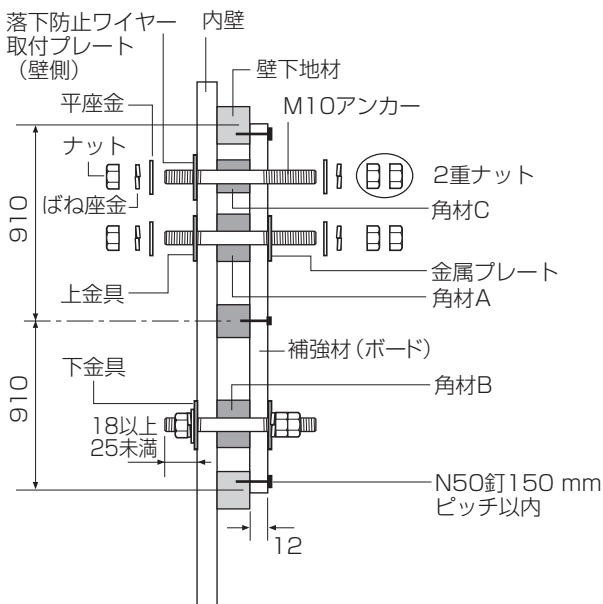 落下防止ワイヤー
取付プレート
（壁側）
内壁
壁下地材
平座金
M10アンカー
ナット
2重ナット
ばね座金
角材C
910
上金具
金属プレート
角材A
補強材（ボード）
下金具
角材B
910
18以上
25未満
N50釘150 mm
ピッチ以内
12